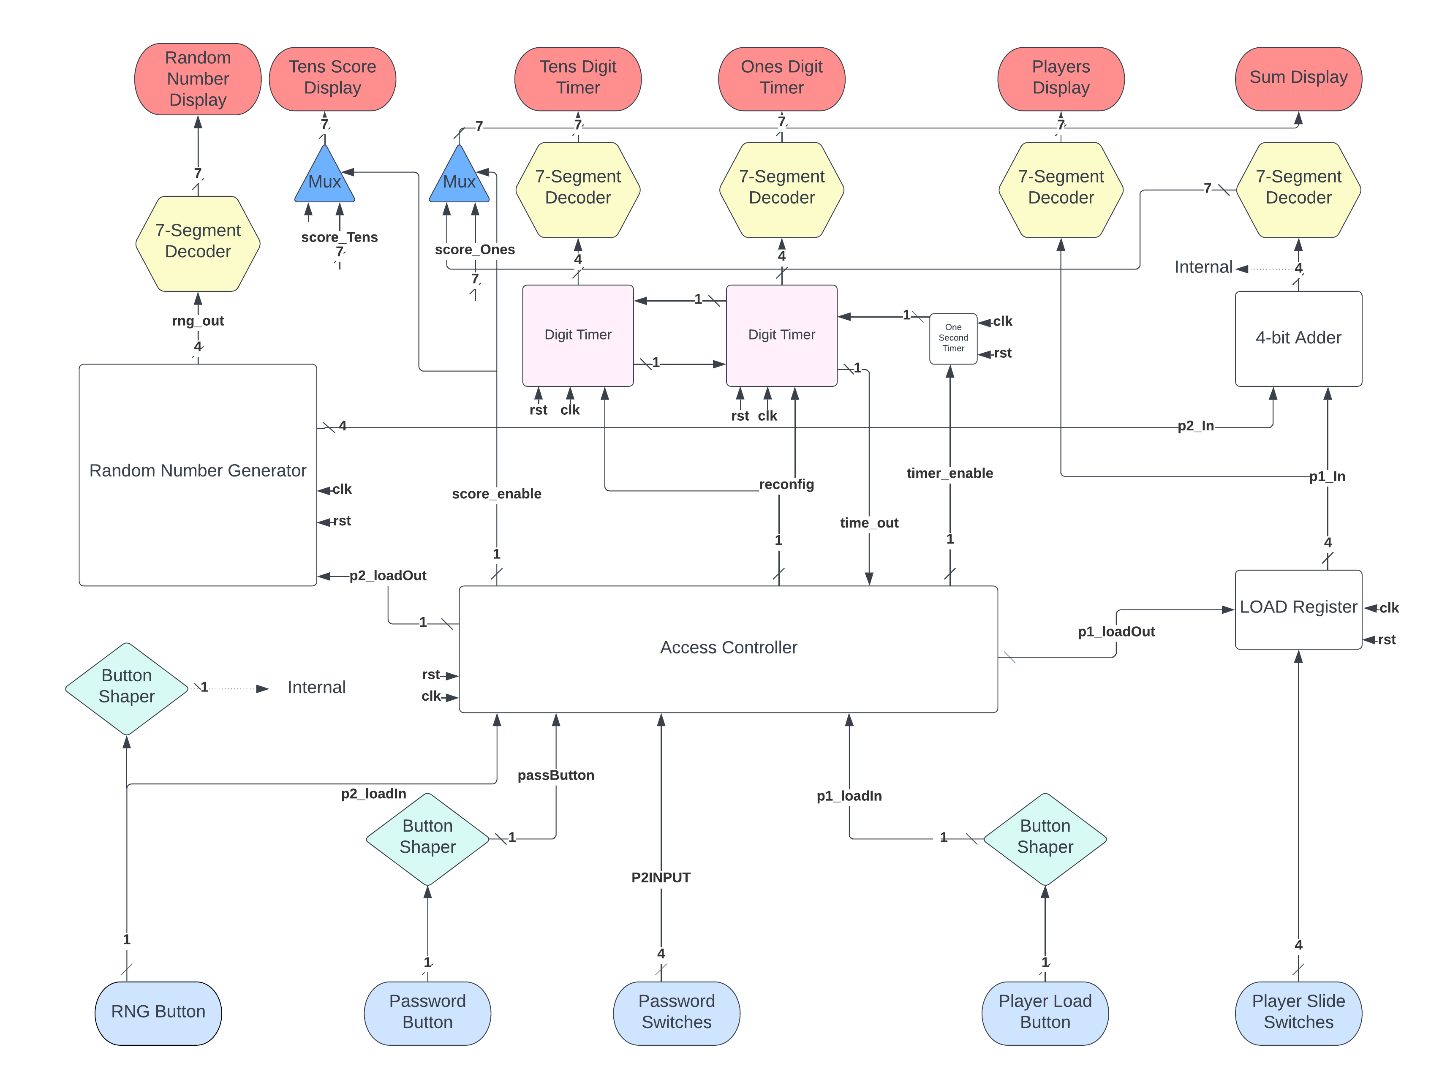 Random
Number
Display
Tens Score
Display
Tens Digit
Timer
Ones Digit
Timer
Players
Display
Sum Display
7
7
7
7
7
Mux
Mux
7-Segment
Decoder
7-Segment
Decoder
7-Segment
Decoder
7-Segment
Decoder
7
7
7-Segment
Decoder
score_Tens
7
score_Ones
7
4
4
Internal
4
rng_out
4
Digit Timer
1
Digit Timer
1
One
Second
Timer
clk
rst
4-bit Adder
1
1
rst
clk
rst
clk
4
p2_In
Random Number Generator
clk
rst
score_enable
1
reconfig
1
time_out
timer_enable
1
p1_In
4
p2_loadOut
1
Access Controller
rst
clk
p1_loadOut
LOAD Register
clk
rst
Button
Shaper
1
Internal
p2_loadIn
passButton
p1_loadIn
Button
Shaper
1
1
Button
Shaper
P2INPUT
1
1
4
1
4
RNG Button
Password
Button
Password
Switches
Player Load
Button
Player Slide
Switches